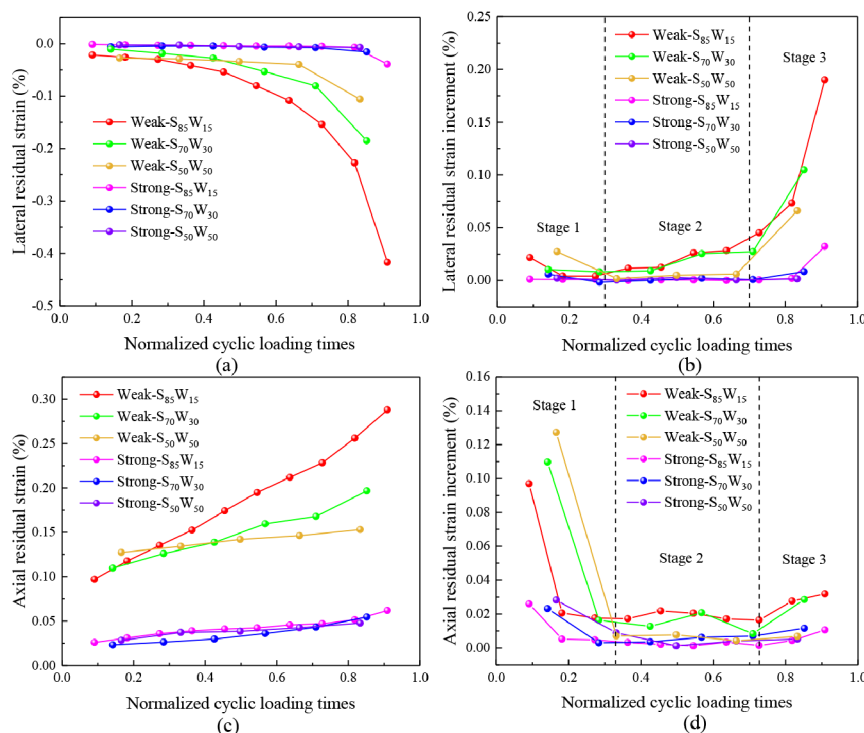 0.0
-0.1
-0.2
-0.3
-0.4
-0.5
Lateral residual strain (%)
Weak-S85W15
Weak-S70W30
Weak-S50W50
Strong-S85W15
Strong-S70W30
Strong-S50W50
0.0 0.2 0.4 0.6 0.8 1.0
Normalized cyclic loading times
(a)
0.25
0.20
0.15
0.10
0.05
0.00
Lateral residual strain increment (%)
Weak-S85W15
Weak-S70W30
Weak-S50W50
Strong-S85W15
Strong-S70W30
Strong-S50W50
Stage 1
Stage 2
Stage 3
0.0 0.2 0.4 0.6 0.8 1.0
Normalized cyclic loading times
(b)
0.30
0.25
0.20
0.15
0.10
0.05
0.00
Axial residual strain (%)
Weak-S85W15
Weak-S70W30
Weak-S50W50
Strong-S85W15
Strong-S70W30
Strong-S50W50
0.0 0.2 0.4 0.6 0.8 1.0
Normalized cyclic loading times
(c)
0.16
0.14
0.12
0.10
0.08
0.06
0.04
0.02
0.00
Axial residual strain increment (%)
Stage 1
Weak-S85W15
Weak-S70W30
Weak-S50W50
Strong-S85W15
Strong-S70W30
Strong-S50W50
Stage 2
Stage 3
0.0 0.2 0.4 0.6 0.8 1.0
Normalized cyclic loading times
(d)